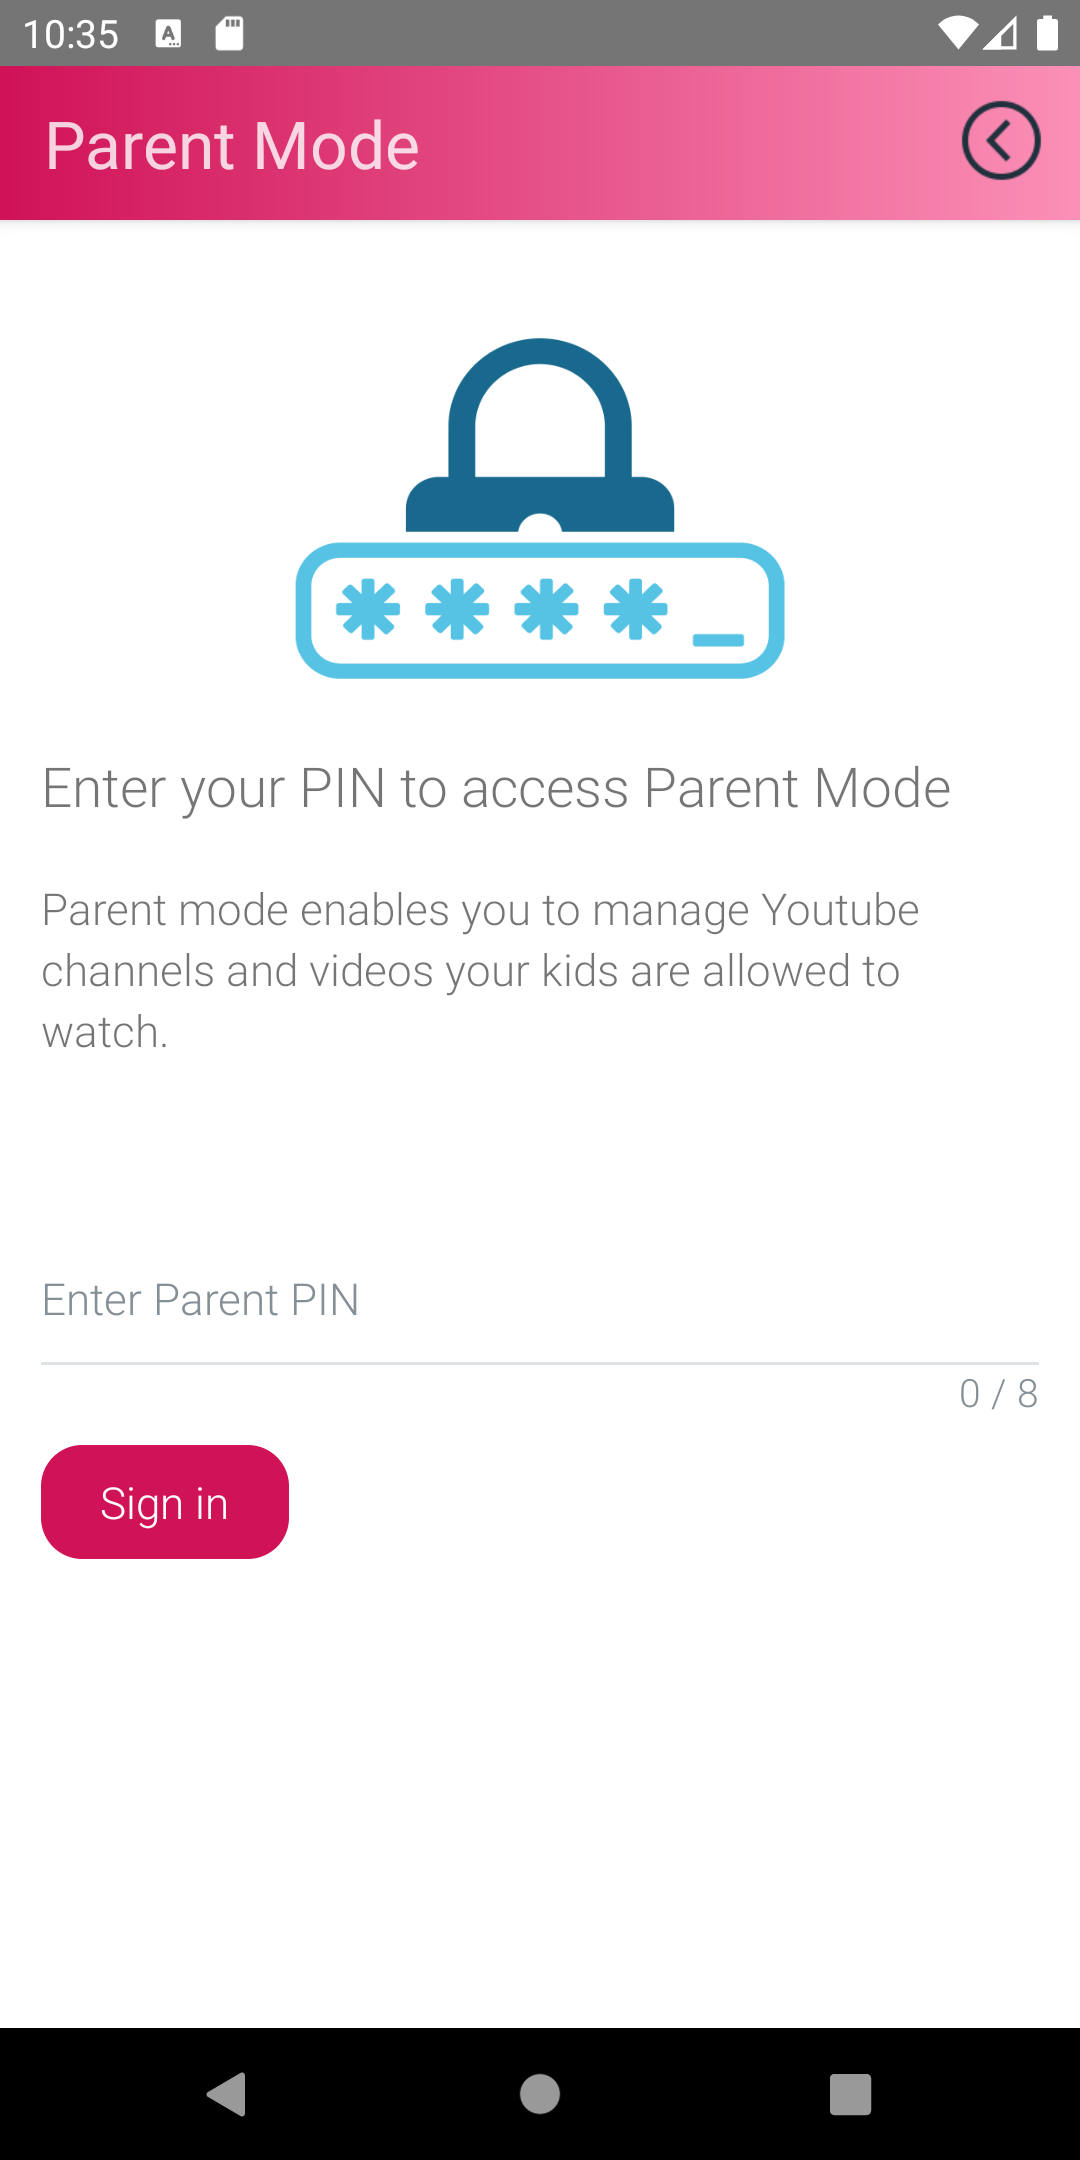 10:35
Parent Mode
Enter your PIN to access Parent Mode
Parent mode enables you to manage Youtube
channels and videos your kids are allowed to
watch.
Enter Parent PIN
0 / 8
Sign in